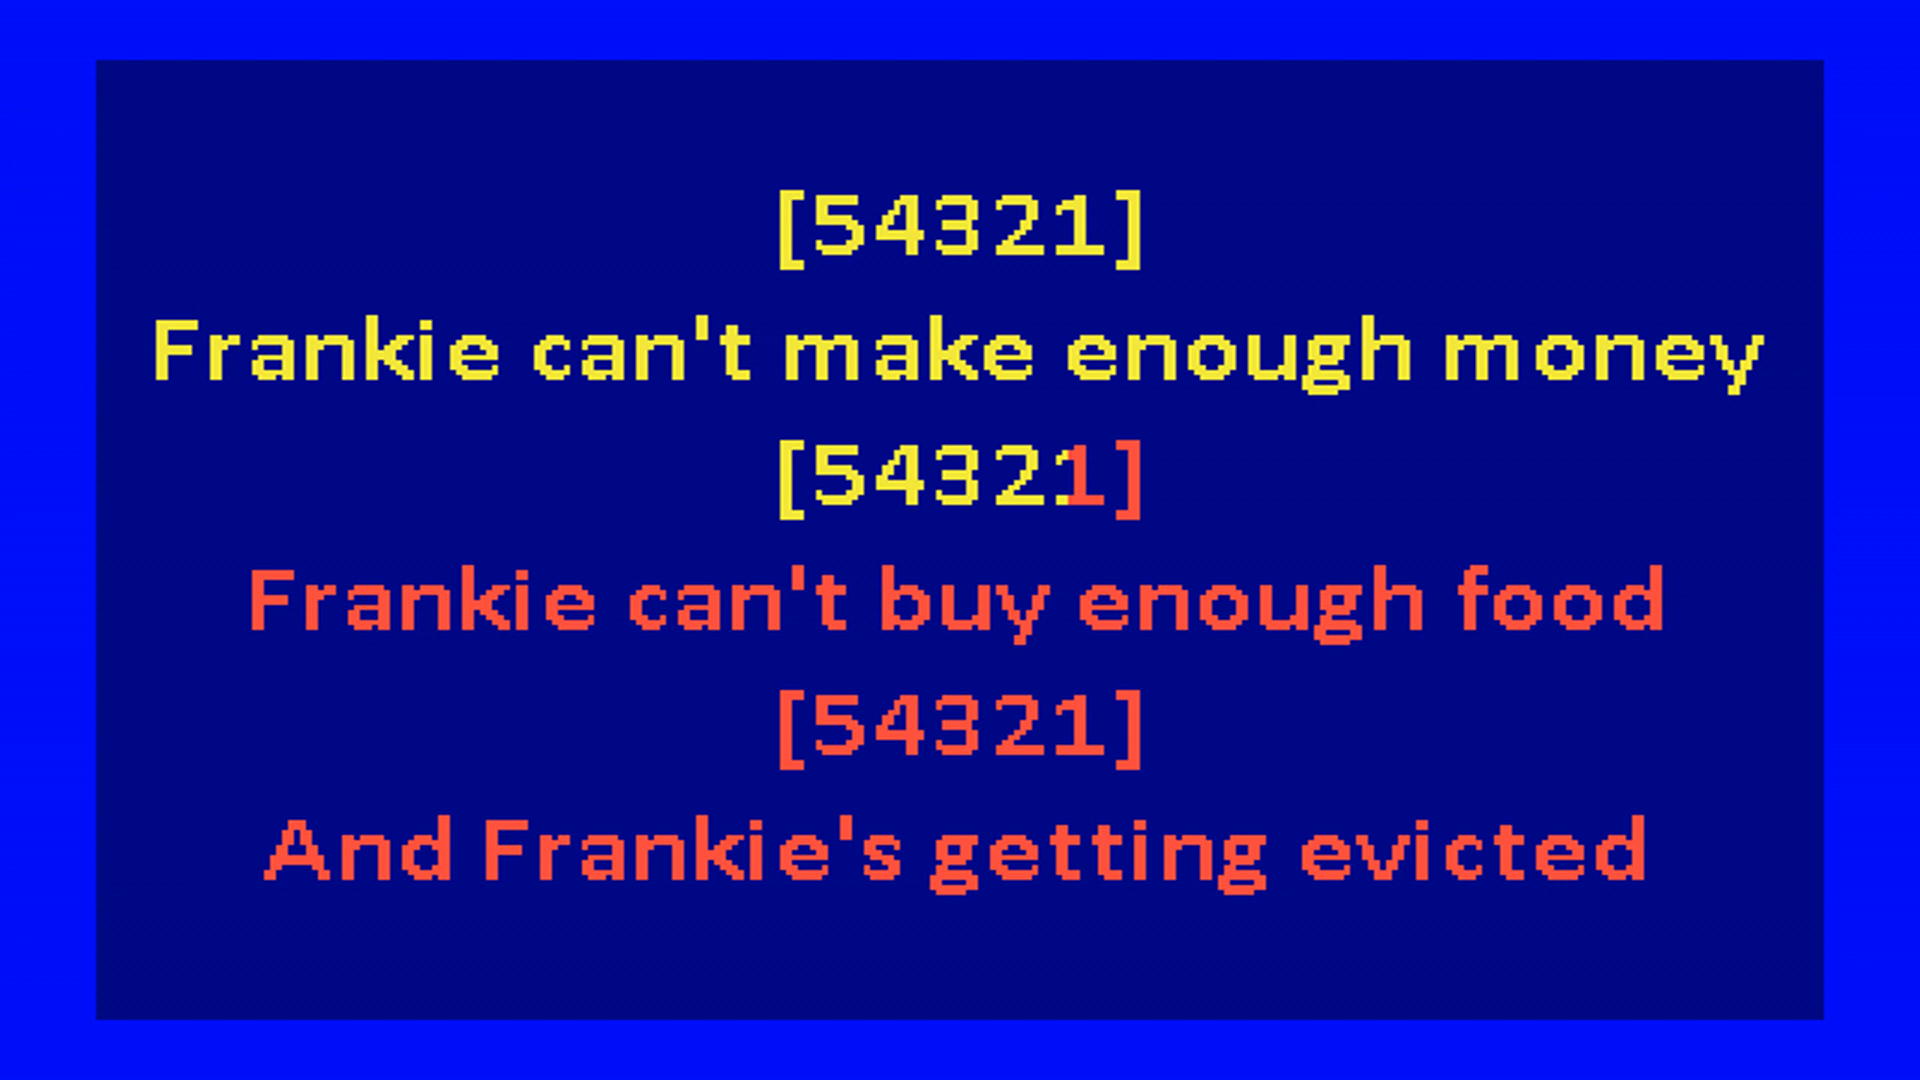 [54321]
Frankie can't make enough money
[54321]
Frankie can't buy enough food
[54321]
And Frankie's getting evicted